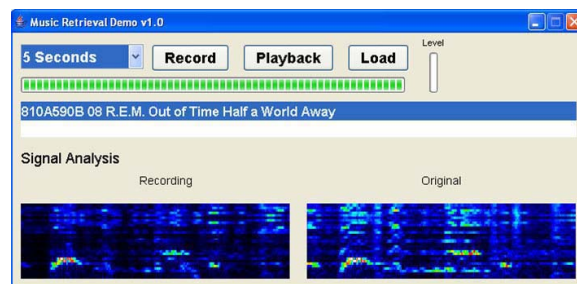 Music Retrieval Demo v1.0
Level
5 Seconds Record Playback Load
810A590B 08 R.E.M. Out of Time Half a World Away
Signal Analysis
Recording Original